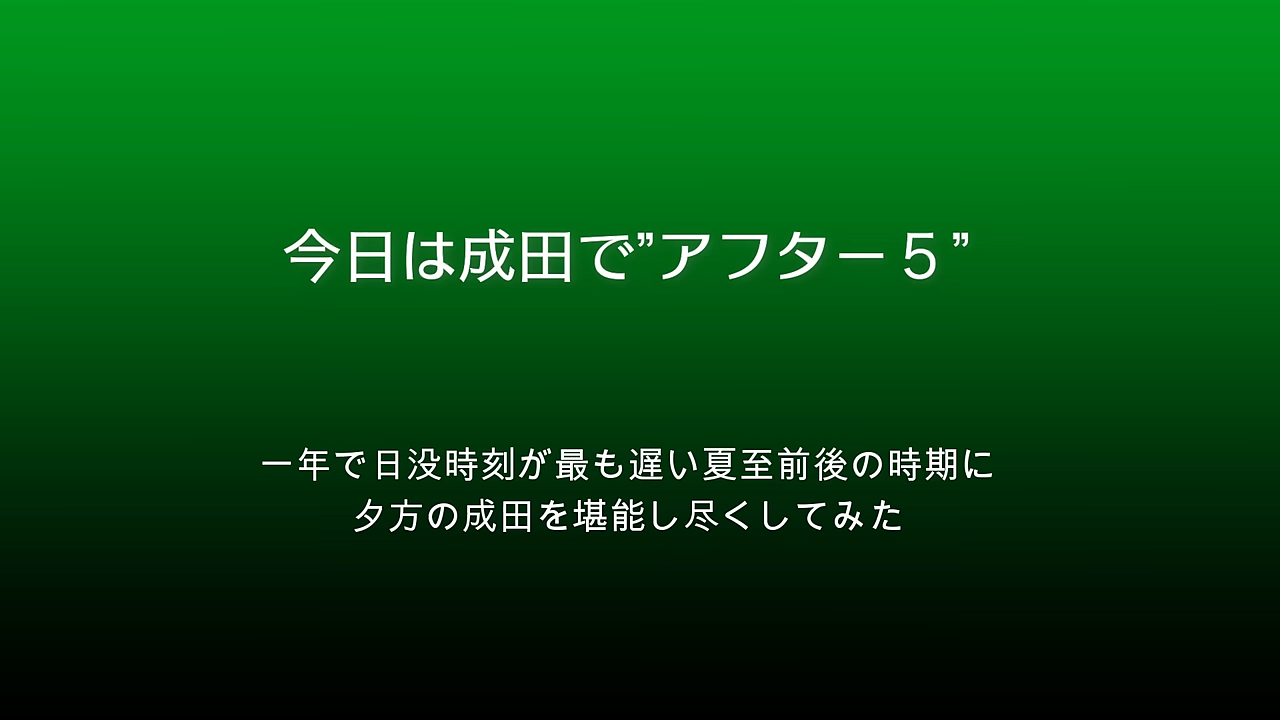 今日は成田で”アフター５”
一年で日没時刻が最も遅い夏至前後の時期に
夕方の成田を堪能し尽くしてみた